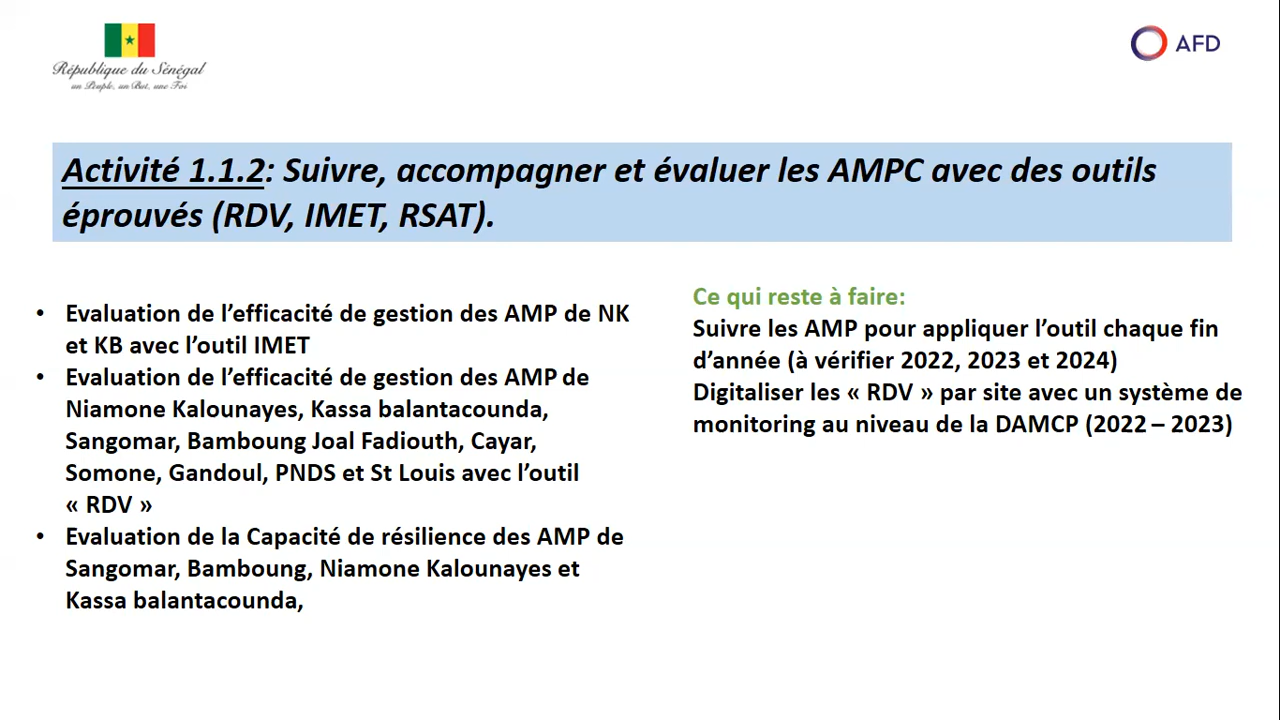 République du Sénégal
un Peuple, un But, une Foi
AFD
Activité 1.1.2: Suivre, accompagner et évaluer les AMPC avec des outils
éprouvés (RDV, IMET, RSAT).
• Evaluation de l’efficacité de gestion des AMP de NK
et KB avec l’outil IMET
• Evaluation de l’efficacité de gestion des AMP de
Niamone Kalounayes, Kassa balantacounda,
Sangomar, Bamboung Joal Fadiouth, Cayar,
Somone, Gandoul, PNDS et St Louis avec l’outil
« RDV »
• Evaluation de la Capacité de résilience des AMP de
Sangomar, Bamboung, Niamone Kalounayes et
Kassa balantacounda,
Ce qui reste à faire:
Suivre les AMP pour appliquer l’outil chaque fin
d’année (à vérifier 2022, 2023 et 2024)
Digitaliser les « RDV » par site avec un système de
monitoring au niveau de la DAMCP (2022 – 2023)